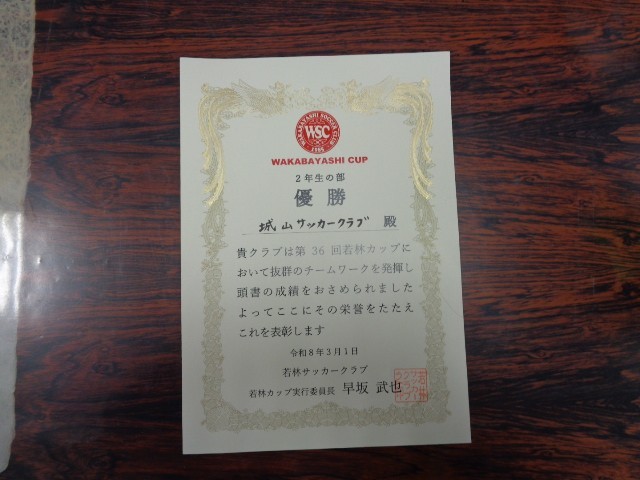 WAKABAYASHI SOCCER CLUB
WSC
1986
WAKABAYASHI CUP
2年生の部
優勝
城山サッカークラブ 殿
貴クラブは第36回若林カップに
おいて抜群のチームワークを発揮し
頭書の成績をおさめられました
よってここにその栄誉をたたえ
これを表彰します
令和8年3月1日
若林サッカークラブ
若林カップ実行委員長 早坂 武也